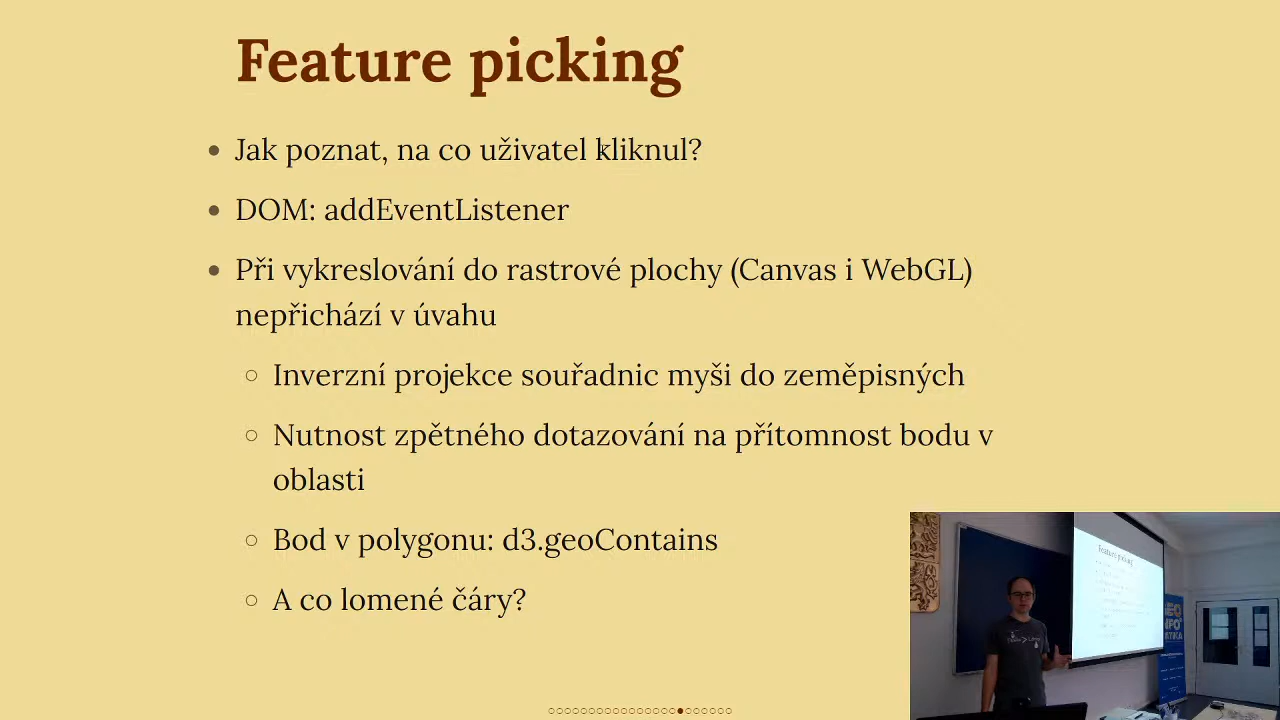 Feature picking
Jak poznat, na co uživatel kliknul?
DOM: addEventListener
Při vykreslování do rastrové plochy (Canvas i WebGL)
nepřichází v úvahu
Inverzní projekce souřadnic myši do zeměpisných
Nutnost zpětného dotazování na přítomnost bodu v
oblasti
Bod v polygonu: d3.geoContains
A co lomené čáry?
Feature picking